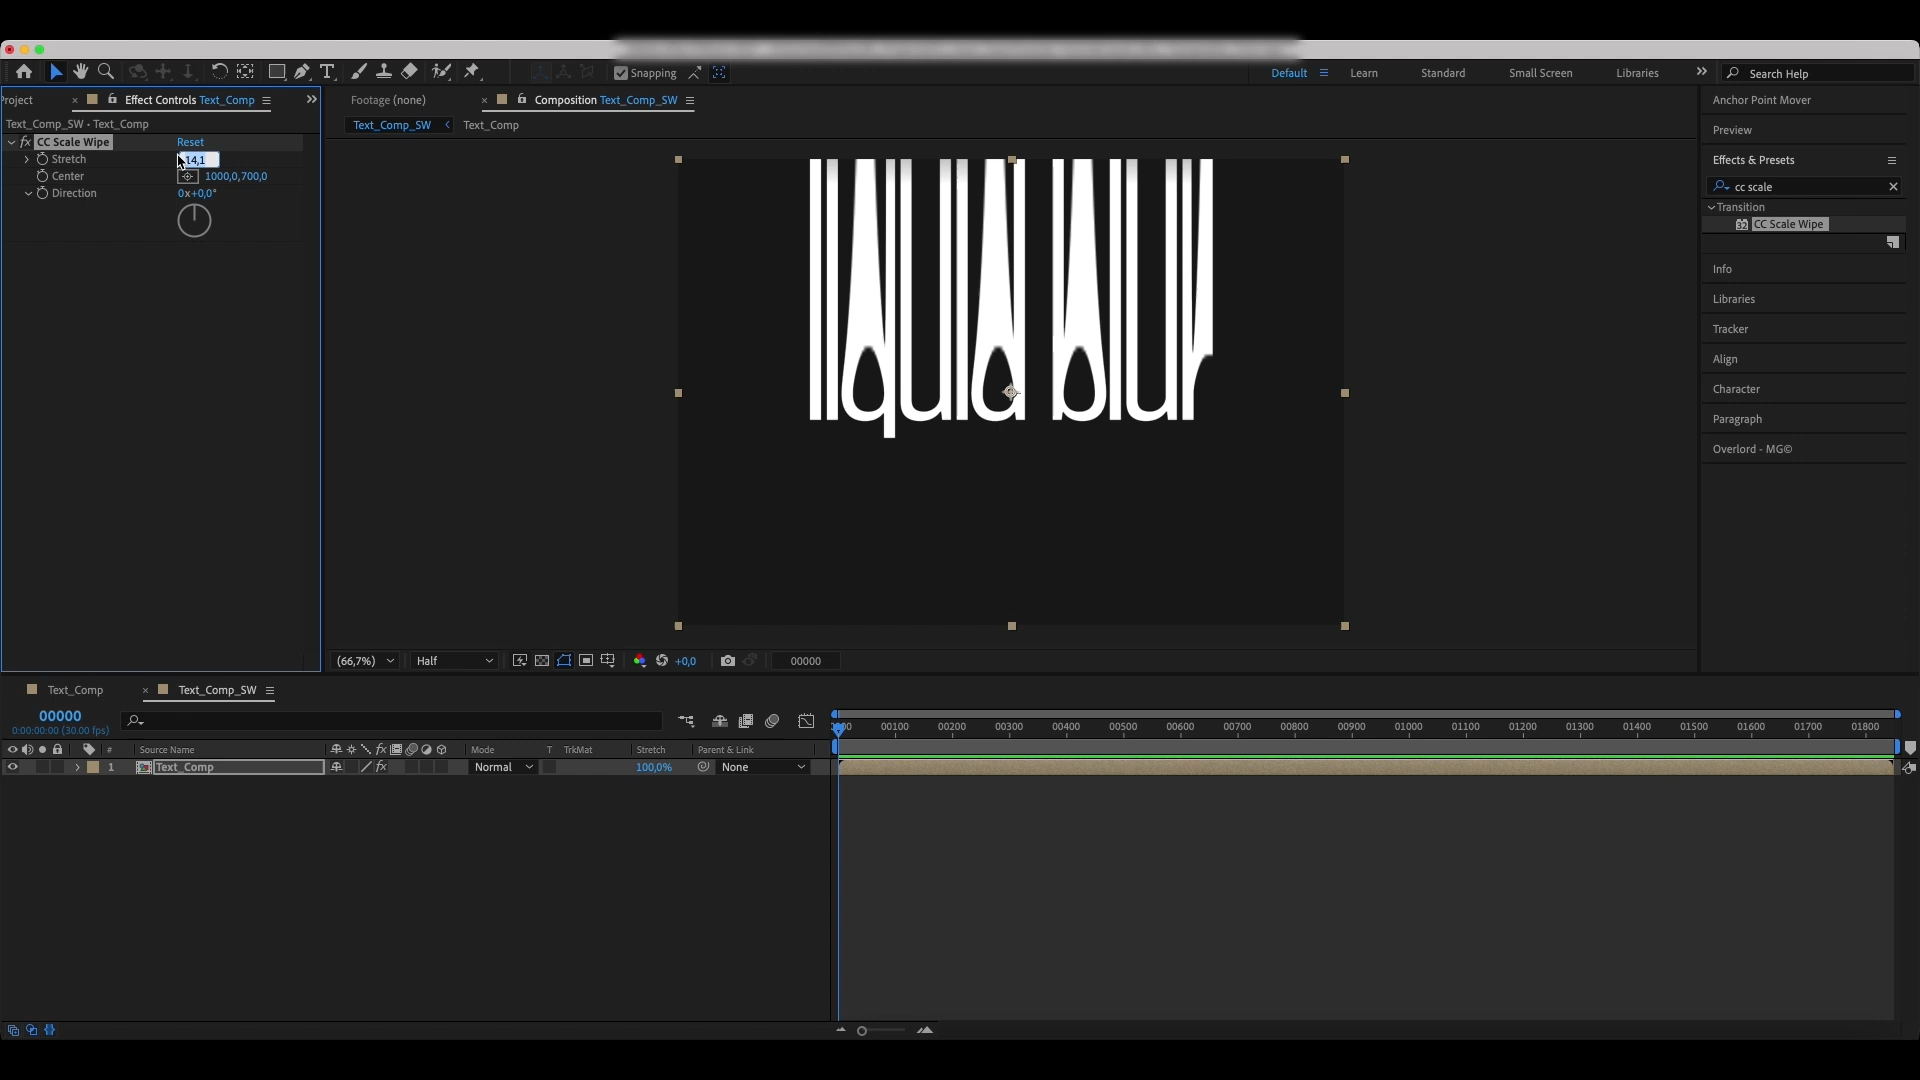 Snapping
Default
Learn
Standard
Small Screen
Libraries
Search Help
Project
Effect Controls Text_Comp
Footage (none)
Composition Text_Comp_SW
Anchor Point Mover
Text_Comp_SW • Text_Comp
Text_Comp_SW
Text_Comp
Preview
fx CC Scale Wipe
Reset
Stretch
14,1
Center
1000,0,700,0
Direction
0x+0,0°
Effects & Presets
cc scale
Transition
32 CC Scale Wipe
Info
Libraries
Tracker
Align
Character
Paragraph
Overlord - MG©
liquid blur
(66,7%)
Half
+0,0
00000
Text_Comp
Text_Comp_SW
00000
0:00:00:00 (30.00 fps)
00100
00200
00300
00400
00500
00600
00700
00800
00900
01000
01100
01200
01300
01400
01500
01600
01700
01800
#
Source Name
fx
Mode
T
TrkMat
Stretch
Parent & Link
1
Text_Comp
fx
Normal
100,0%
None